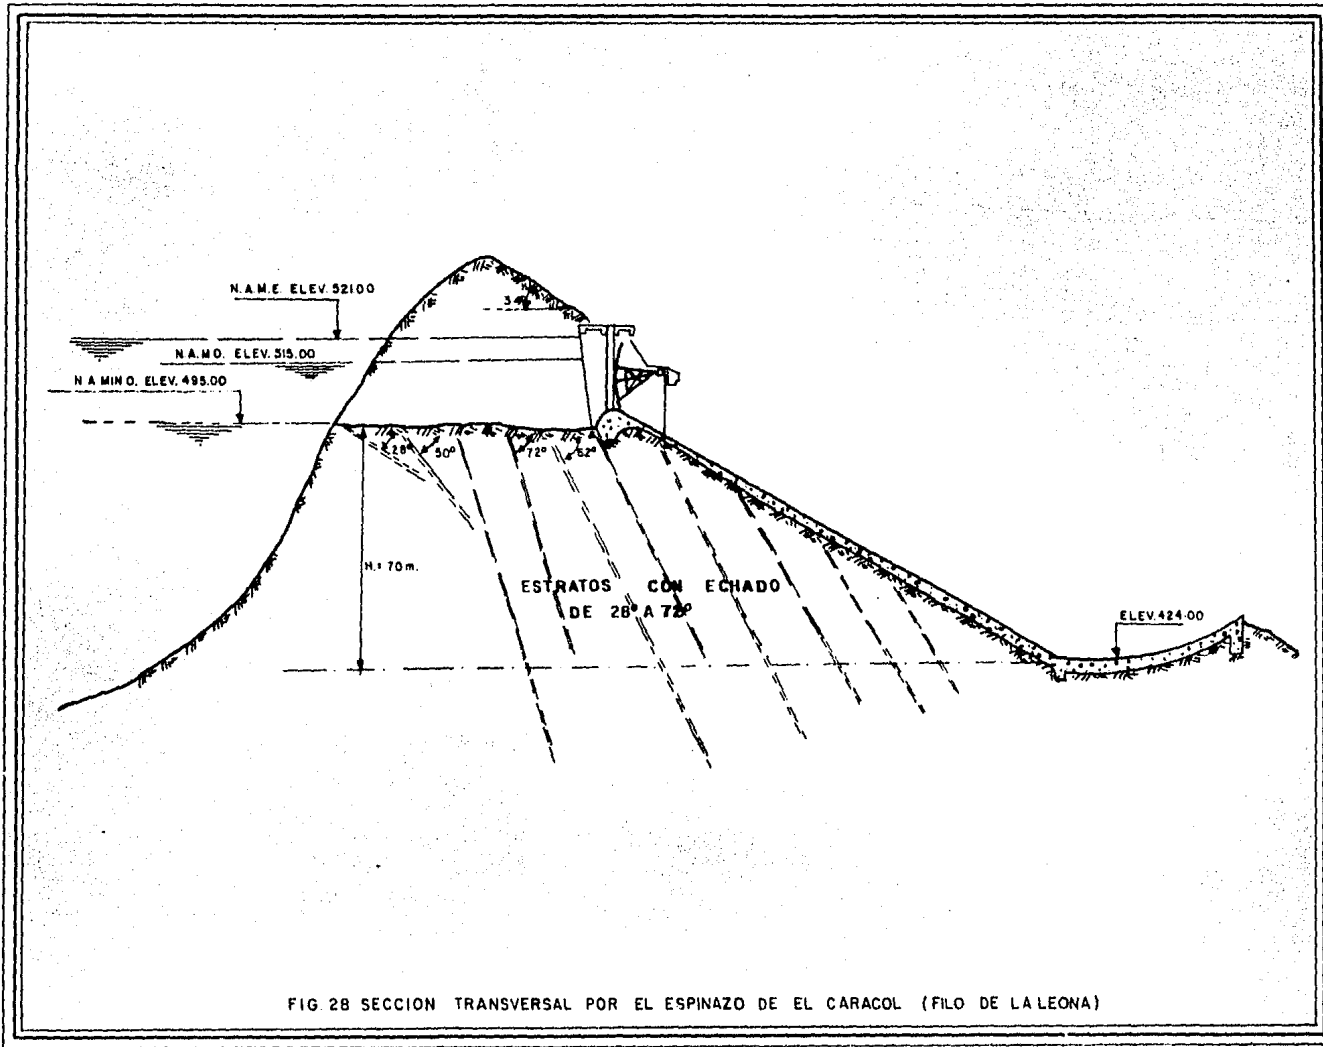 N.A.M.E. ELEV. 521.00
34°
N.A.M.O. ELEV. 515.00
N A MIN O. ELEV. 495.00
28°
50°
72°
62°
H.= 70 m.
ESTRATOS CON ECHADO
DE 28° A 72°
ELEV. 424.00
FIG. 28 SECCION TRANSVERSAL POR EL ESPINAZO DE EL CARACOL (FILO DE LA LEONA)